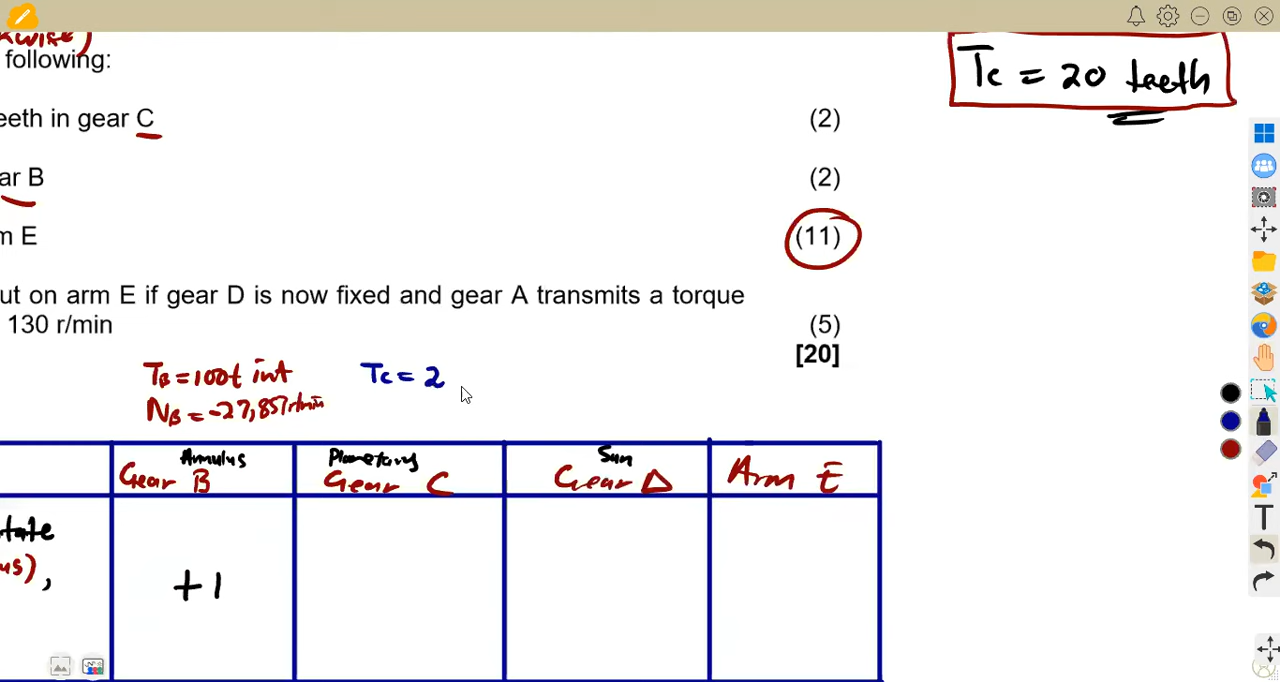 following:
Tc = 20 teeth
eeth in gear C
(2)
ar B
(2)
m E
(11)
ut on arm E if gear D is now fixed and gear A transmits a torque
130 r/min
(5)
[20]
TB = 100t int
Tc = 2
NB = -27,857 r/min
Annulus
Gear B
Planetary
Gear C
Sun
Gear Δ
Arm E
+1
T